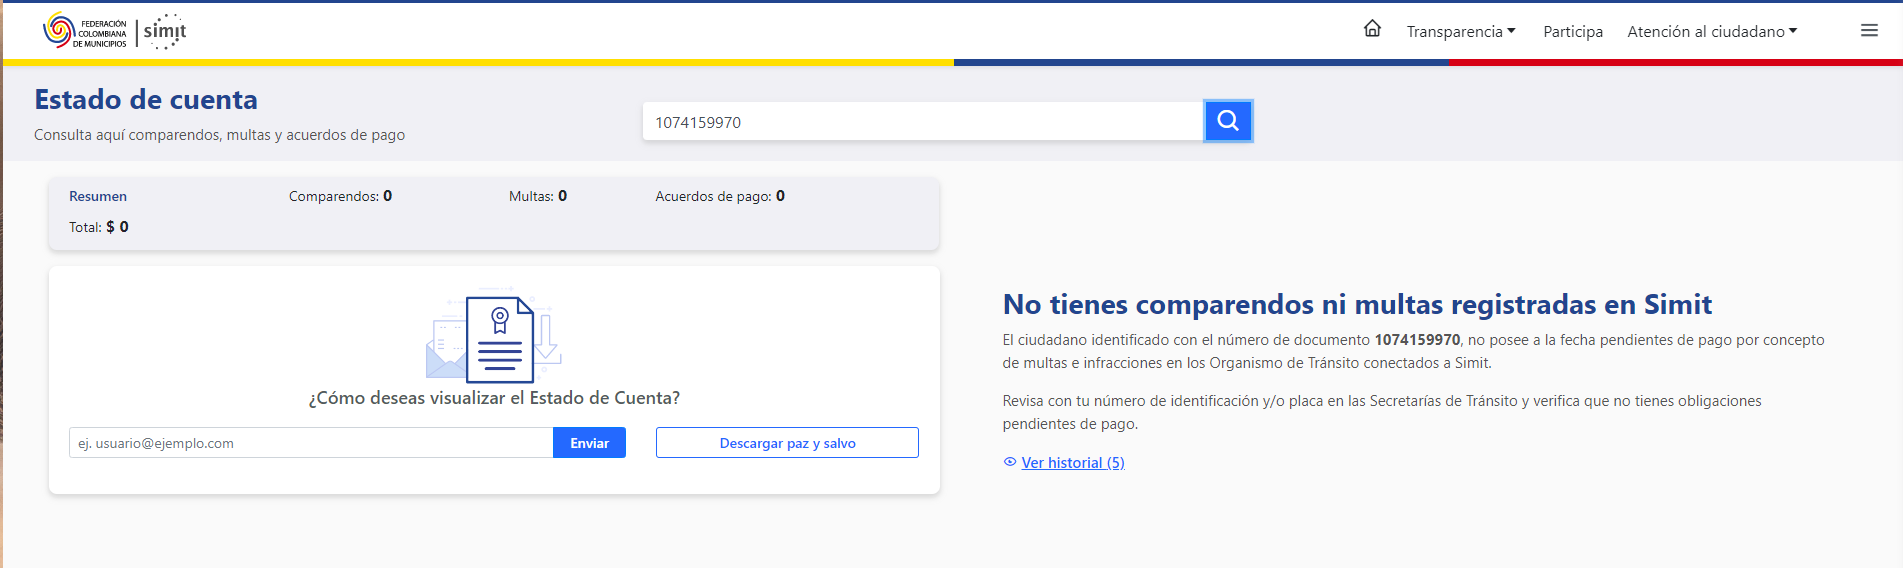 FEDERACIÓN
COLOMBIANA
DE MUNICIPIOS
simit
Transparencia
Participa
Atención al ciudadano
Estado de cuenta
Consulta aquí comparendos, multas y acuerdos de pago
1074159970
Resumen
Comparendos: 0
Multas: 0
Acuerdos de pago: 0
Total: $ 0
¿Cómo deseas visualizar el Estado de Cuenta?
ej. usuario@ejemplo.com
Enviar
Descargar paz y salvo
No tienes comparendos ni multas registradas en Simit
El ciudadano identificado con el número de documento 1074159970, no posee a la fecha pendientes de pago por concepto
de multas e infracciones en los Organismo de Tránsito conectados a Simit.
Revisa con tu número de identificación y/o placa en las Secretarías de Tránsito y verifica que no tienes obligaciones
pendientes de pago.
Ver historial (5)